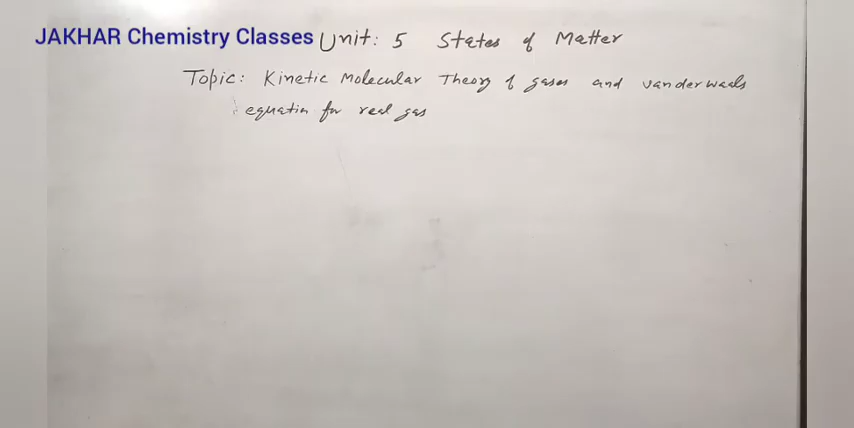 JAKHAR Chemistry Classes Unit: 5 States of Matter
Topic: Kinetic Molecular Theory of gases and vanderwaals
equation for real gas